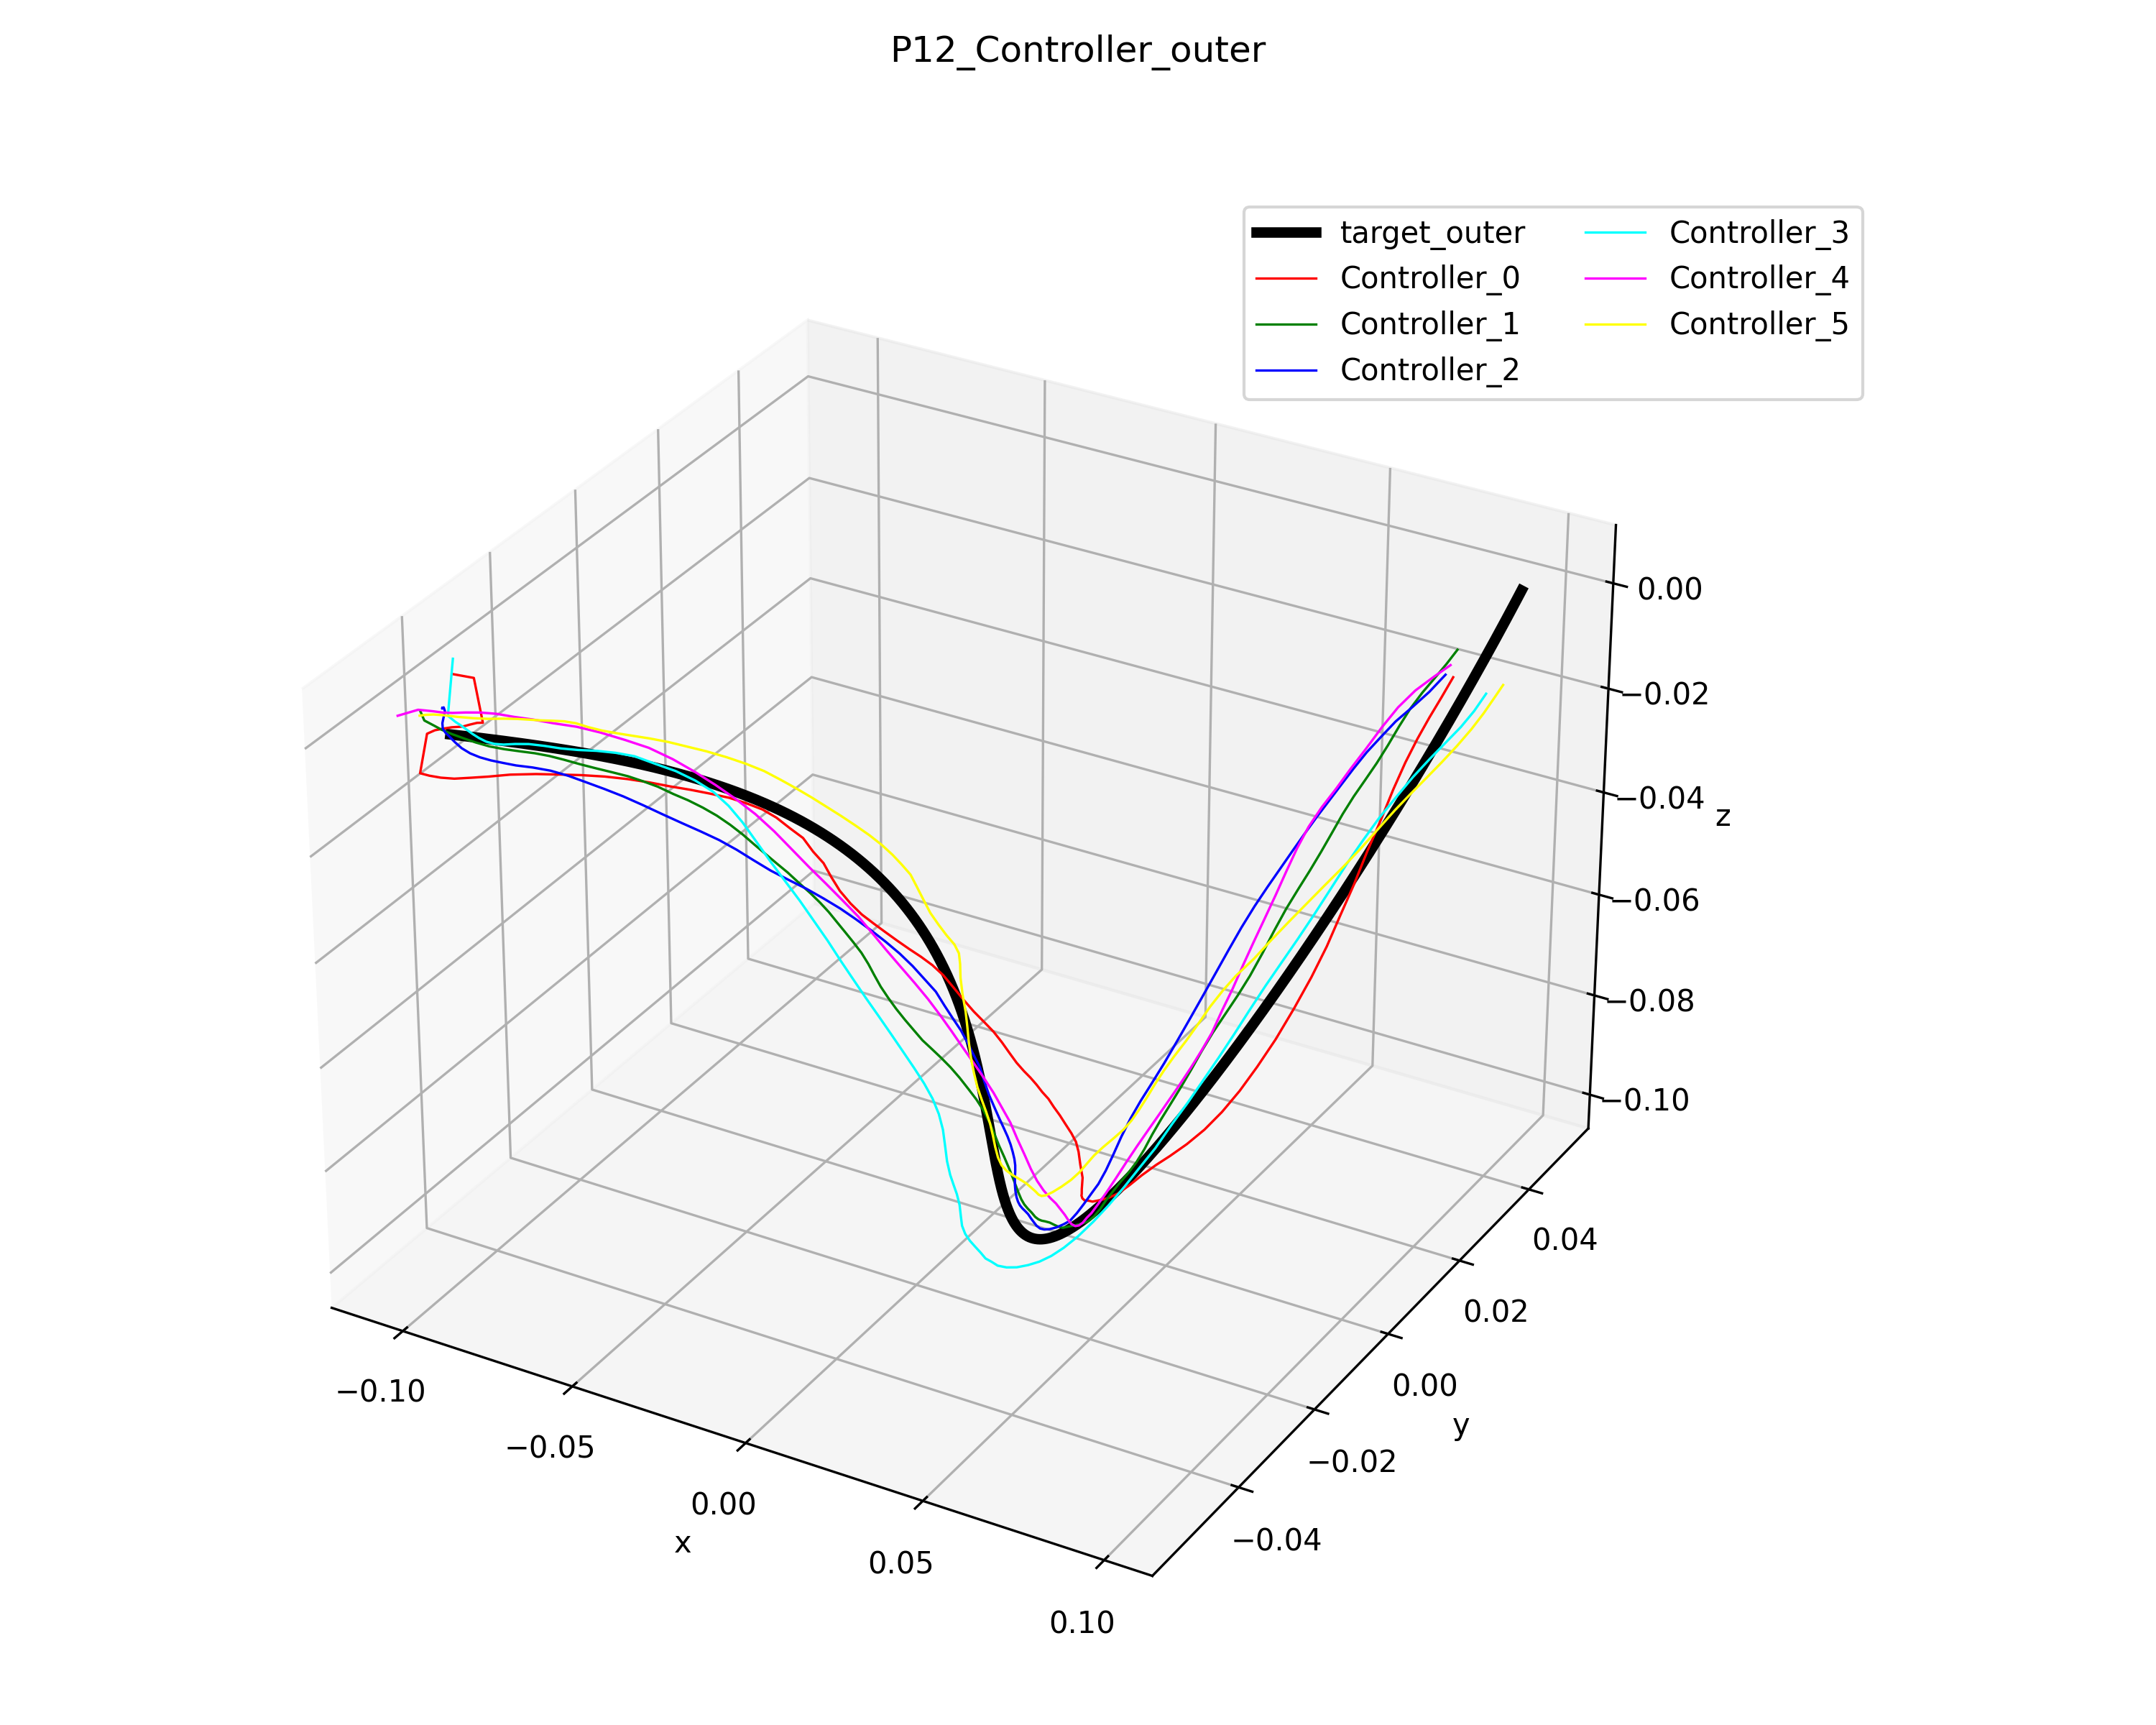 P12_Controller_outer
target_outer
Controller_0
Controller_1
Controller_2
Controller_3
Controller_4
Controller_5
0.00
−0.02
−0.04
z
−0.06
−0.08
−0.10
0.04
0.02
0.00
y
−0.02
−0.04
−0.10
−0.05
0.00
x
0.05
0.10